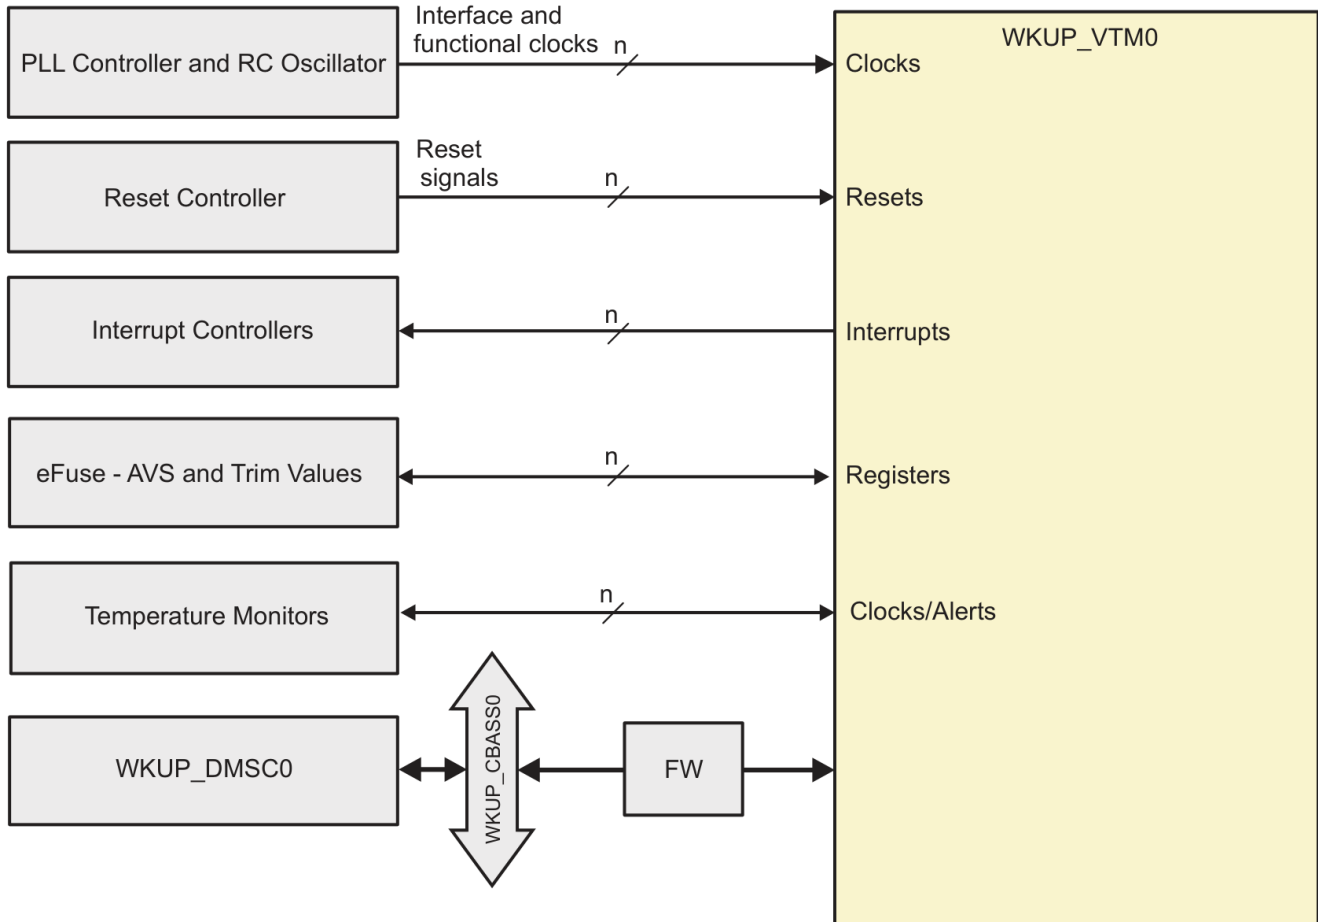 Interface and
functional clocks
n
PLL Controller and RC Oscillator
Clocks
WKUP_VTM0
Reset
signals
n
Reset Controller
Resets
n
Interrupt Controllers
Interrupts
n
eFuse - AVS and Trim Values
Registers
n
Temperature Monitors
Clocks/Alerts
WKUP_DMSC0
WKUP_CBASS0
FW